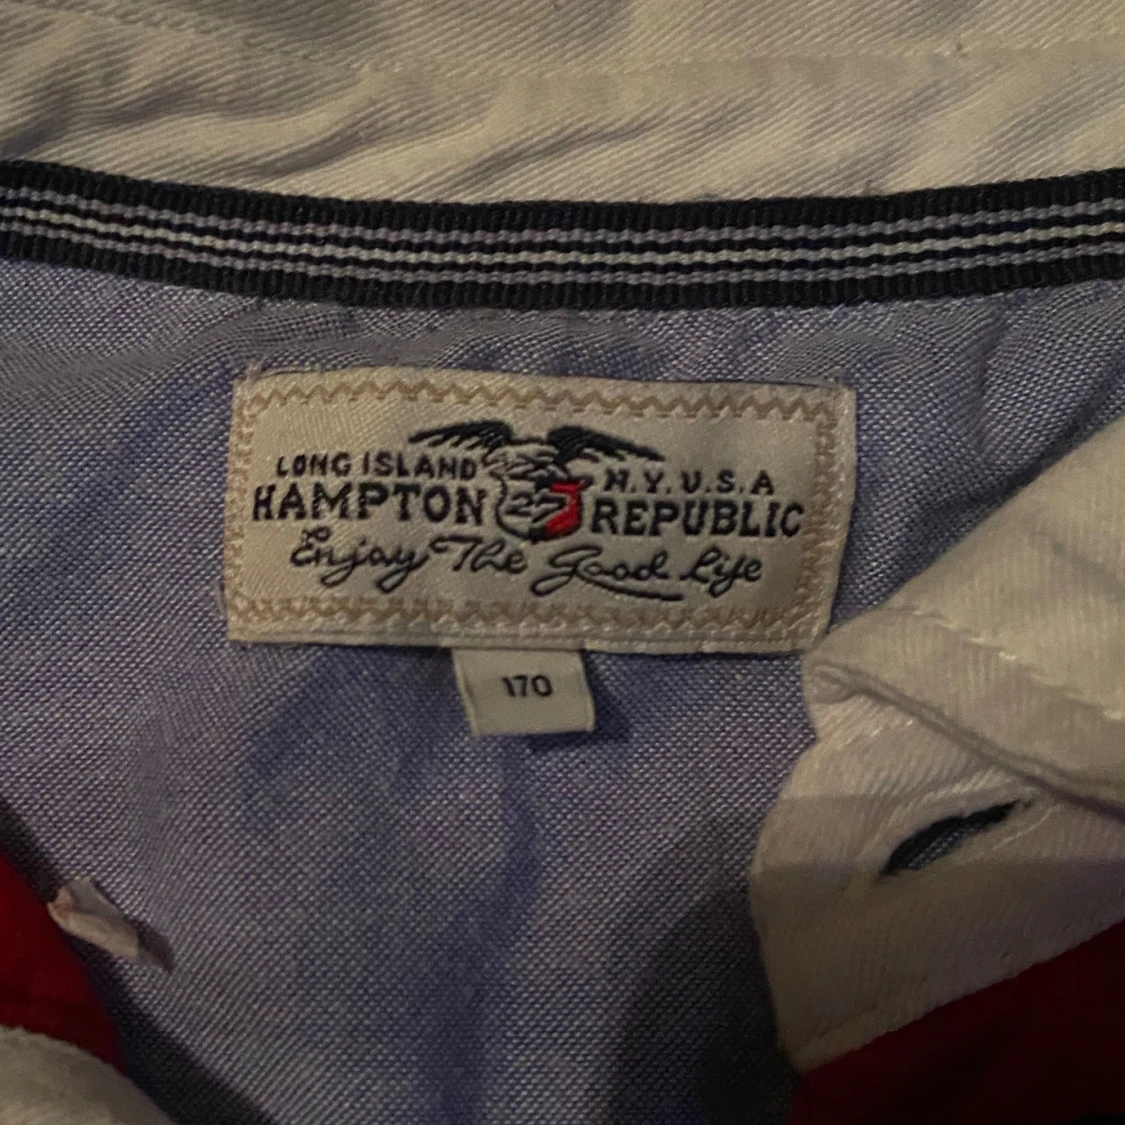 LONG ISLAND N.Y.U.S.A
HAMPTON 27 REPUBLIC
Enjoy The Good Life
170